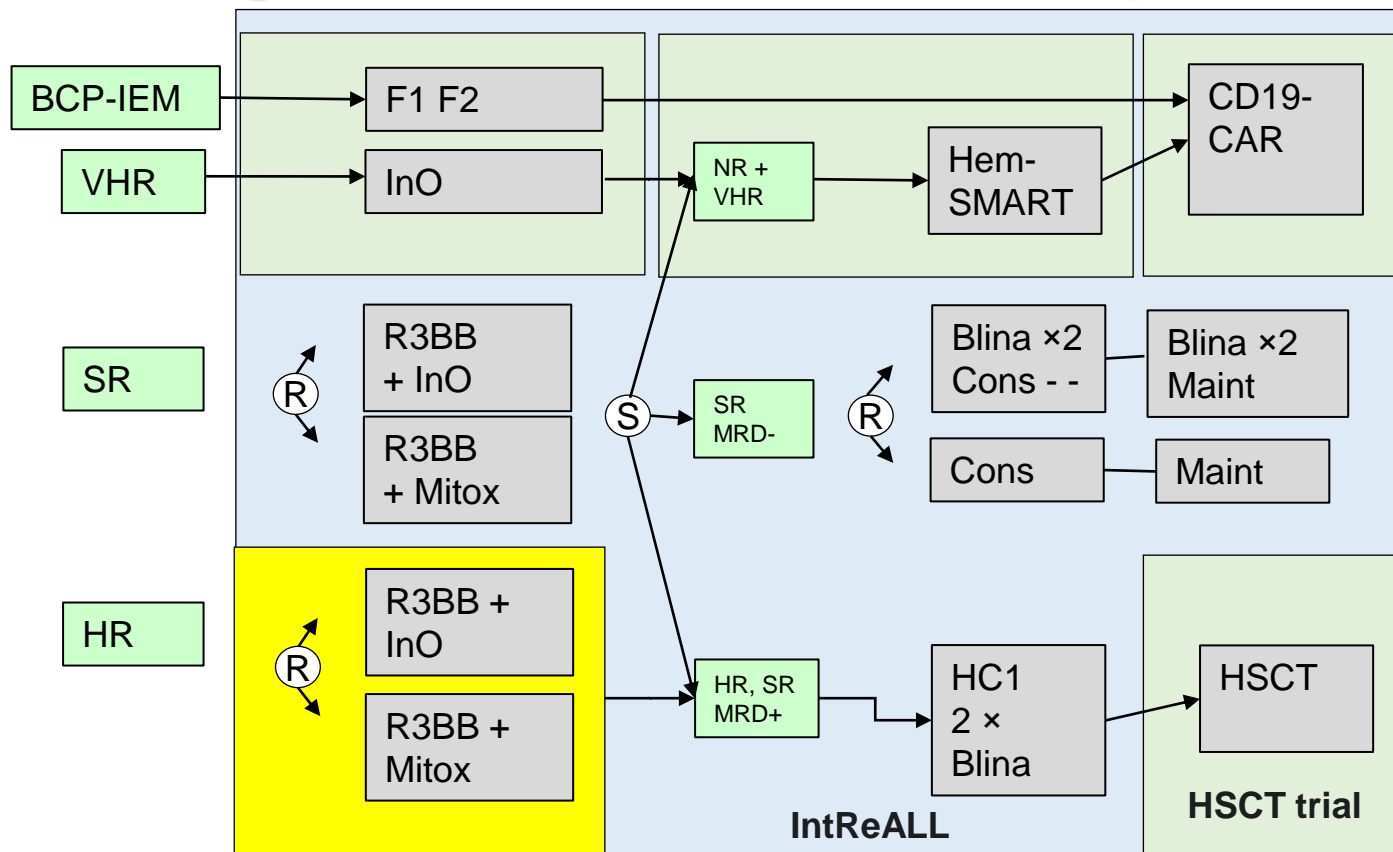 BCP-IEM
F1 F2
CD19-
CAR
VHR
InO
NR +
VHR
Hem-
SMART
SR
R
R3BB
+ InO
R3BB
+ Mitox
S
SR
MRD-
R
Blina ×2
Cons - -
Blina ×2
Maint
Cons
Maint
HR
R
R3BB +
InO
R3BB +
Mitox
HR, SR
MRD+
HC1
2 ×
Blina
HSCT
IntReALL
HSCT trial